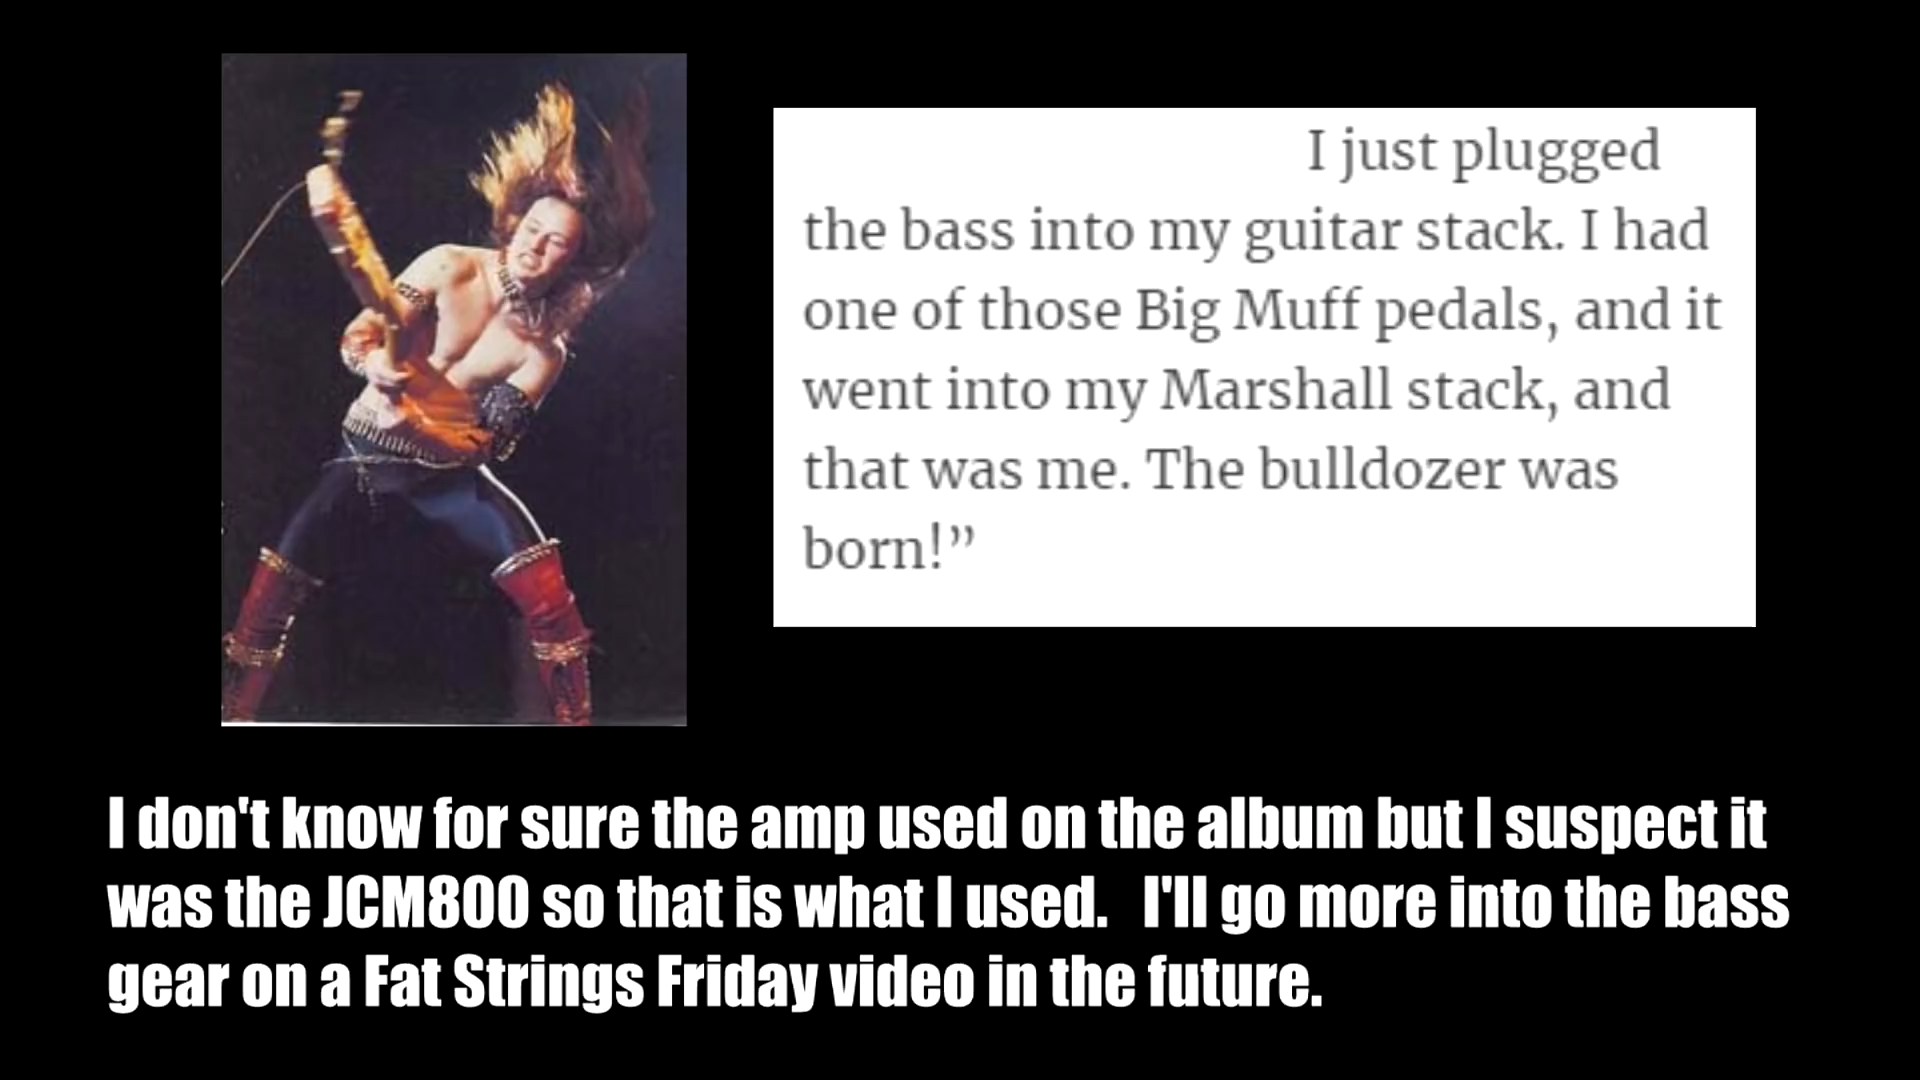 I just plugged
the bass into my guitar stack. I had
one of those Big Muff pedals, and it
went into my Marshall stack, and
that was me. The bulldozer was
born!”
I don't know for sure the amp used on the album but I suspect it
was the JCM800 so that is what I used.   I'll go more into the bass
gear on a Fat Strings Friday video in the future.